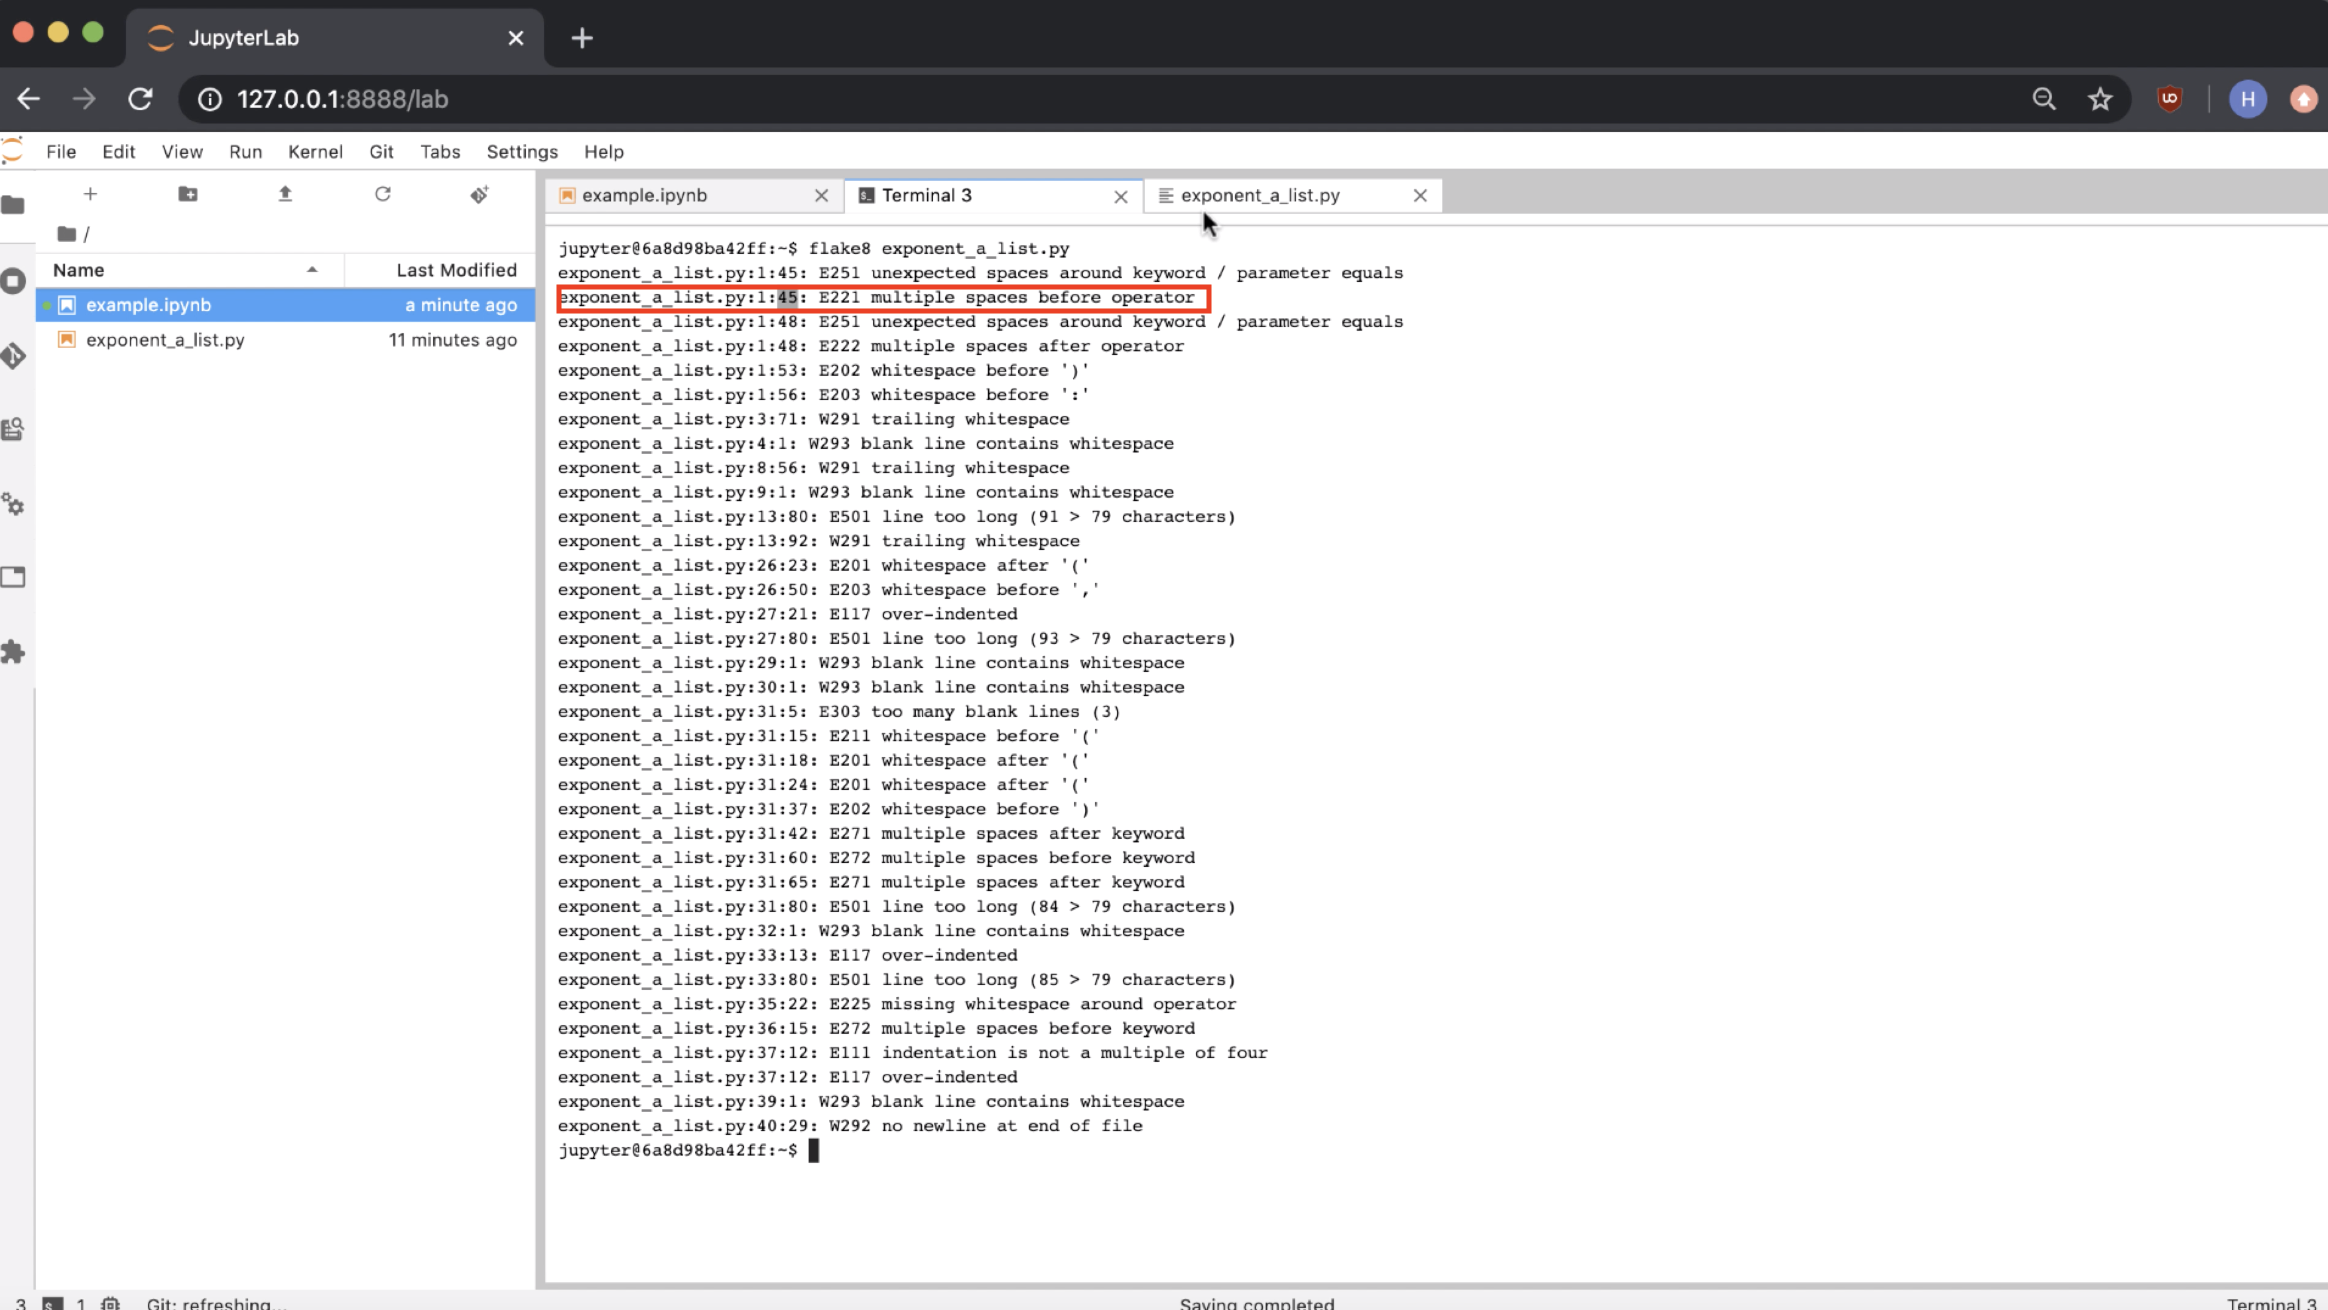 JupyterLab
127.0.0.1:8888/lab
H
File Edit View Run Kernel Git Tabs Settings Help
example.ipynb Terminal 3 exponent_a_list.py
/
Name Last Modified
example.ipynb a minute ago
exponent_a_list.py 11 minutes ago
jupyter@6a8d98ba42ff:~$ flake8 exponent_a_list.py
exponent_a_list.py:1:45: E251 unexpected spaces around keyword / parameter equals
exponent_a_list.py:1:45: E221 multiple spaces before operator
exponent_a_list.py:1:48: E251 unexpected spaces around keyword / parameter equals
exponent_a_list.py:1:48: E222 multiple spaces after operator
exponent_a_list.py:1:53: E202 whitespace before ')'
exponent_a_list.py:1:56: E203 whitespace before ':'
exponent_a_list.py:3:71: W291 trailing whitespace
exponent_a_list.py:4:1: W293 blank line contains whitespace
exponent_a_list.py:8:56: W291 trailing whitespace
exponent_a_list.py:9:1: W293 blank line contains whitespace
exponent_a_list.py:13:80: E501 line too long (91 > 79 characters)
exponent_a_list.py:13:92: W291 trailing whitespace
exponent_a_list.py:26:23: E201 whitespace after '('
exponent_a_list.py:26:50: E203 whitespace before ','
exponent_a_list.py:27:21: E117 over-indented
exponent_a_list.py:27:80: E501 line too long (93 > 79 characters)
exponent_a_list.py:29:1: W293 blank line contains whitespace
exponent_a_list.py:30:1: W293 blank line contains whitespace
exponent_a_list.py:31:5: E303 too many blank lines (3)
exponent_a_list.py:31:15: E211 whitespace before '('
exponent_a_list.py:31:18: E201 whitespace after '('
exponent_a_list.py:31:24: E201 whitespace after '('
exponent_a_list.py:31:37: E202 whitespace before ')'
exponent_a_list.py:31:42: E271 multiple spaces after keyword
exponent_a_list.py:31:60: E272 multiple spaces before keyword
exponent_a_list.py:31:65: E271 multiple spaces after keyword
exponent_a_list.py:31:80: E501 line too long (84 > 79 characters)
exponent_a_list.py:32:1: W293 blank line contains whitespace
exponent_a_list.py:33:13: E117 over-indented
exponent_a_list.py:33:80: E501 line too long (85 > 79 characters)
exponent_a_list.py:35:22: E225 missing whitespace around operator
exponent_a_list.py:36:15: E272 multiple spaces before keyword
exponent_a_list.py:37:12: E111 indentation is not a multiple of four
exponent_a_list.py:37:12: E117 over-indented
exponent_a_list.py:39:1: W293 blank line contains whitespace
exponent_a_list.py:40:29: W292 no newline at end of file
jupyter@6a8d98ba42ff:~$
3 1 Git: refreshing... Saving completed Terminal 3